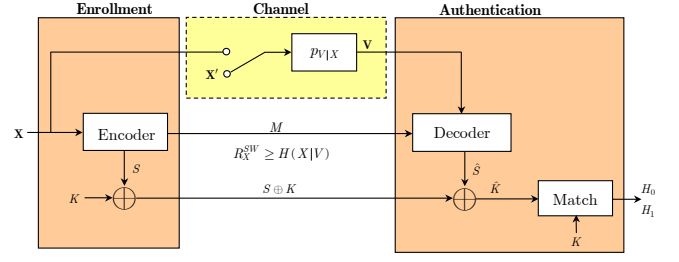 Enrollment
Channel
Authentication
p_{V|X}
V
X'
X
Encoder
M
Decoder
R_X^{SW} ≥ H(X|V)
S
Ŝ
K
S ⊕ K
K̂
Match
H_0
H_1
K